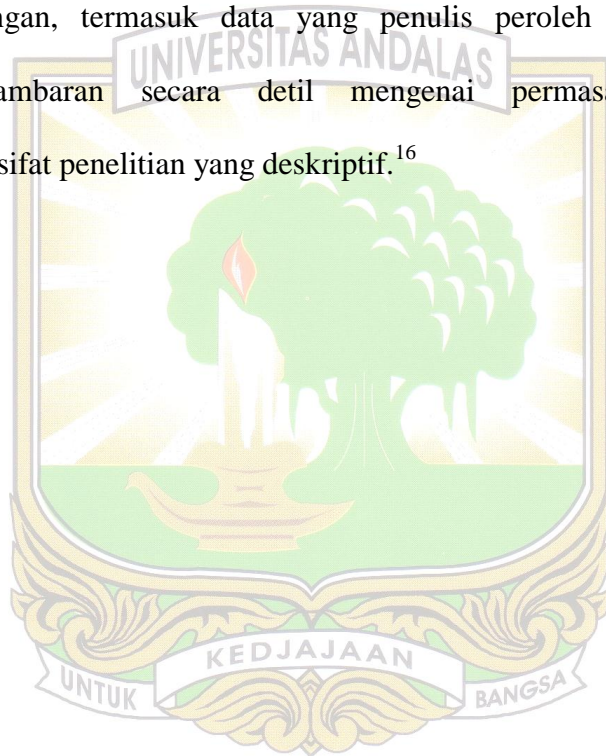 ngan, termasuk data yang penulis peroleh
UNIVERSITAS ANDALAS
ambaran secara detil mengenai permasa
sifat penelitian yang deskriptif.16
KEDJAJAAN
UNTUK BANGSA